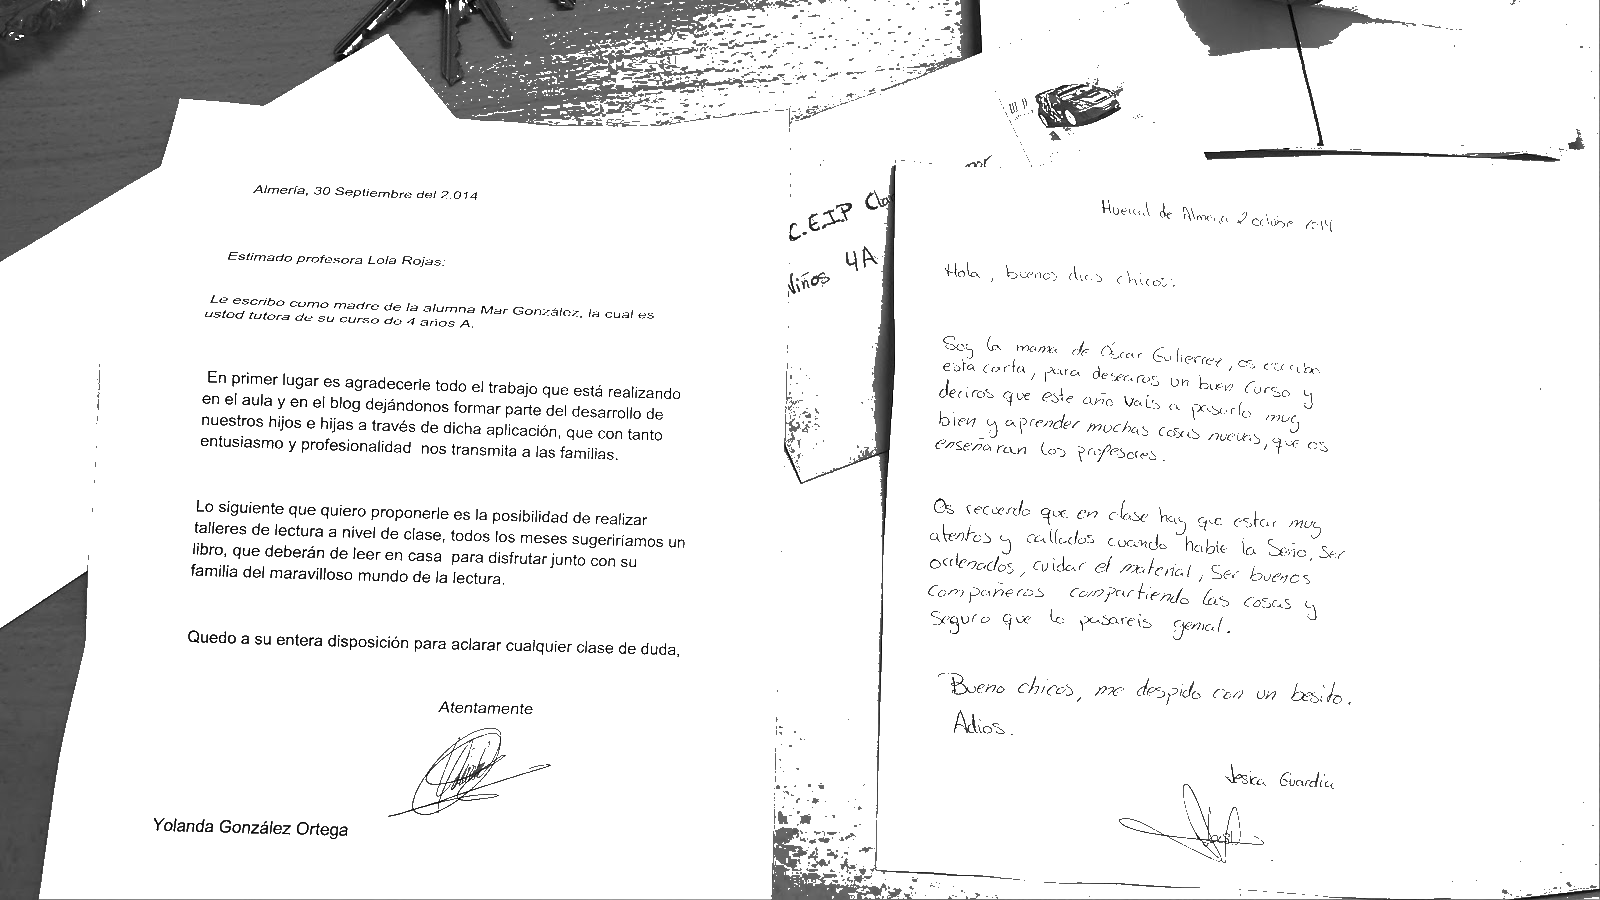 Almería, 30 Septiembre del 2.014
Estimado profesora Lola Rojas:
Le escribo como madre de la alumna Mar González, la cual es
usted tutora de su curso de 4 años A.
En primer lugar es agradecerle todo el trabajo que está realizando
en el aula y en el blog dejándonos formar parte del desarrollo de
nuestros hijos e hijas a través de dicha aplicación, que con tanto
entusiasmo y profesionalidad nos transmita a las familias.
Lo siguiente que quiero proponerle es la posibilidad de realizar
talleres de lectura a nivel de clase, todos los meses sugeriríamos un
libro, que deberán de leer en casa para disfrutar junto con su
familia del maravilloso mundo de la lectura.
Quedo a su entera disposición para aclarar cualquier clase de duda,
Atentamente
Yolanda González Ortega
C.E.I.P
Niños 4A
Huercal de Almeria 2 octubre
Hola, buenos dias chicos:
Soy la mama de Óscar Gutierrez, os escribo
esta carta, para desearos un buen curso y
deciros que este año vais a pasarlo muy
bien y aprender muchas cosas nuevas, que os
enseñaran los profesores.
Os recuerdo que en clase hay que estar muy
atentos y callados cuando hable la Seño, Ser
ordenados, cuidar el material, Ser buenos
compañeros compartiendo las cosas y
Seguro que lo pasareis genial.
Bueno chicos, me despido con un besito.
Adios.
Jesica Guardia